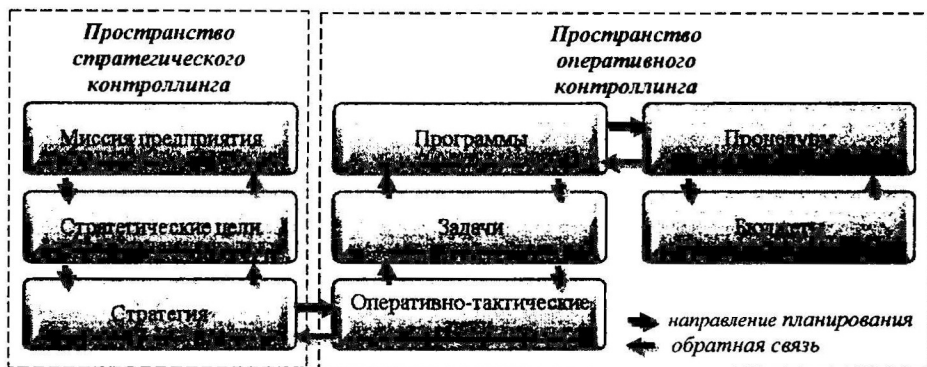 Пространство
стратегического
контроллинга
Миссия предприятия
Стратегические цели
Стратегия
Пространство
оперативного
контроллинга
Программы
Процедуры
Задачи
Бюджеты
Оперативно-тактические
направление планирования
обратная связь